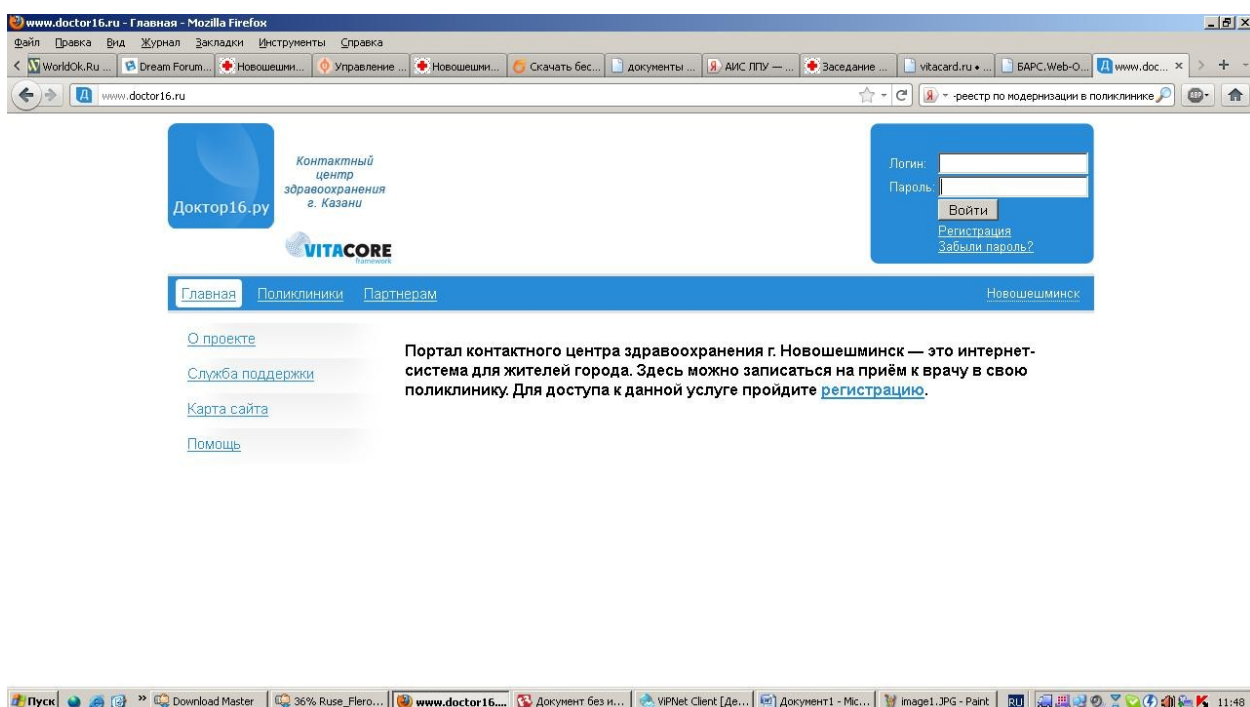 www.doctor16.ru - Главная - Mozilla Firefox
Файл Правка Вид Журнал Закладки Инструменты Справка
WorldOk.Ru ... Dream Forum... Новошешми... Управление ... Новошешми... Скачать бес... документы ... АИС ЛПУ — ... Заседание ... vitacard.ru • ... БАРС.Web-О... www.doc...
www.doctor16.ru
-реестр по модернизации в поликлинике
Доктор16.ру
Контактный
центр
здравоохранения
г. Казани
VITACORE
framework
Логин:
Пароль:
Войти
Регистрация
Забыли пароль?
Главная Поликлиники Партнерам Новошешминск
О проекте
Служба поддержки
Карта сайта
Помощь
Портал контактного центра здравоохранения г. Новошешминск — это интернет-
система для жителей города. Здесь можно записаться на приём к врачу в свою
поликлинику. Для доступа к данной услуге пройдите регистрацию.
Пуск Download Master 36% Ruse_Flero... www.doctor16.... Документ без и... ViPNet Client [Де... Документ1 - Mic... image1.JPG - Paint RU 11:48